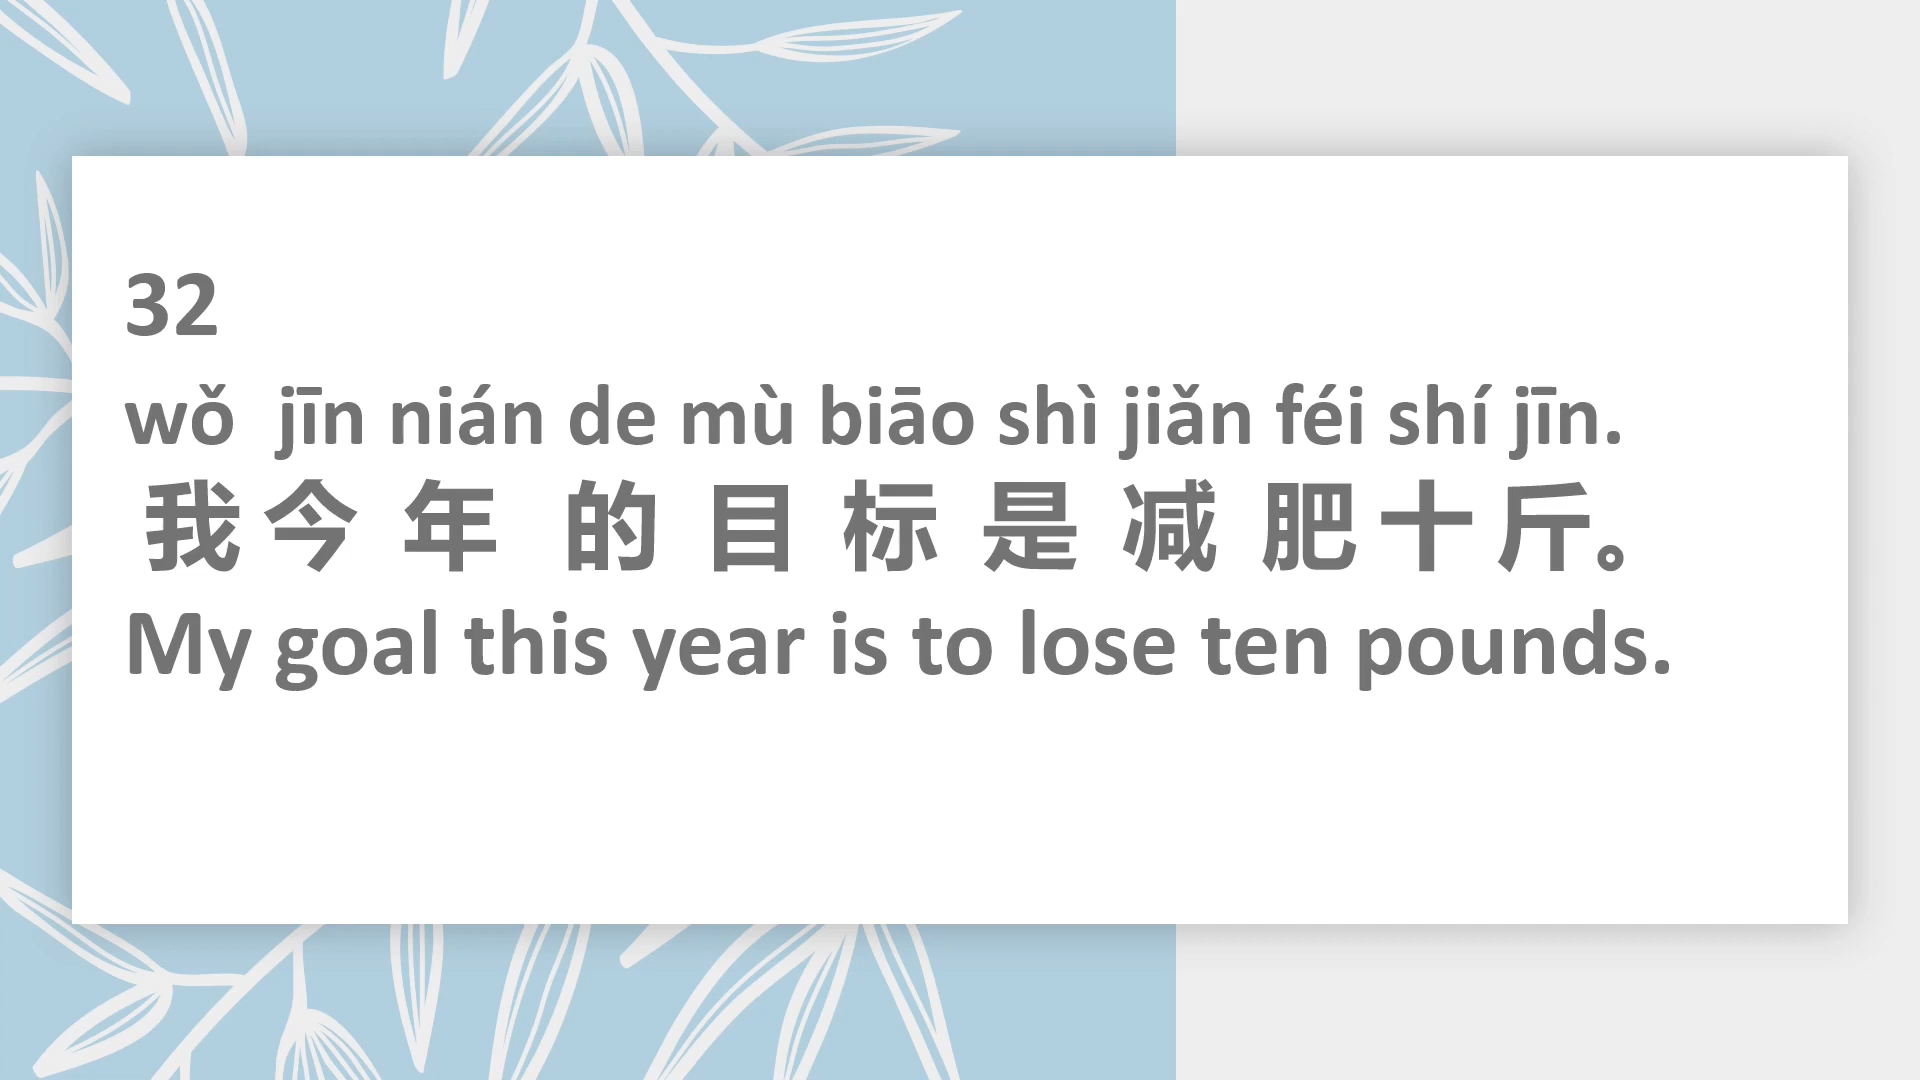 32
wǒ jīn nián de mù biāo shì jiǎn féi shí jīn.
我今年的目标是减肥十斤。
My goal this year is to lose ten pounds.